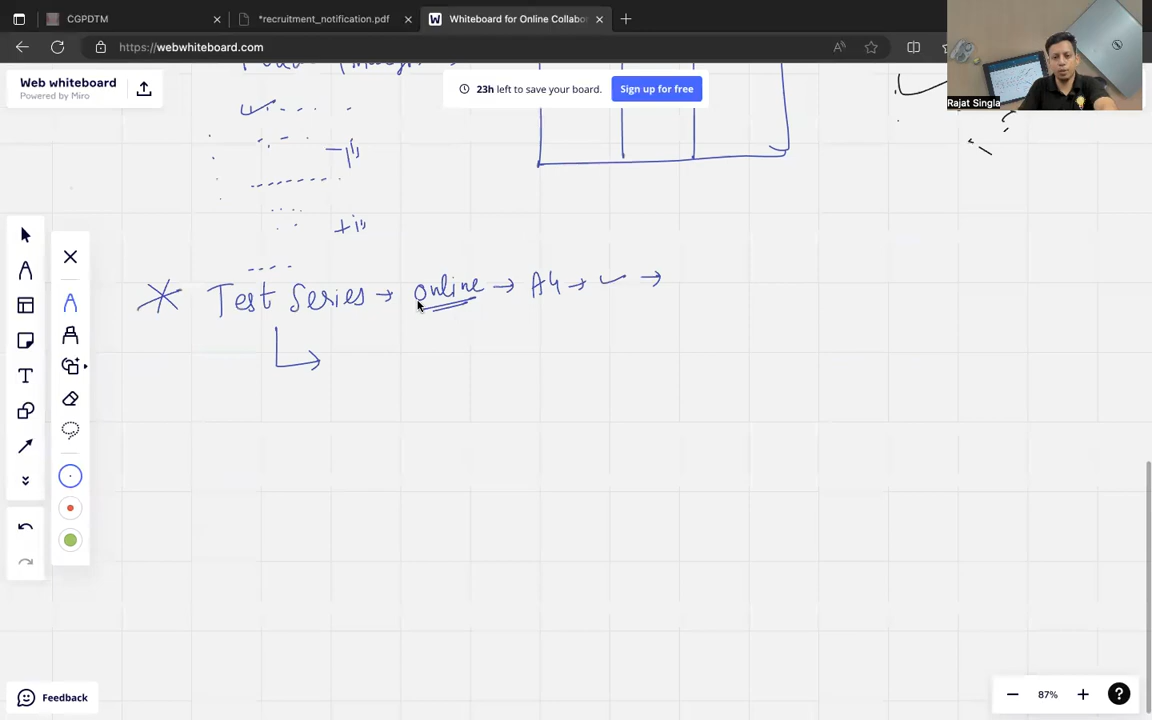 CGPDTM
*recruitment_notification.pdf
Whiteboard for Online Collabo
https://webwhiteboard.com
Web whiteboard
Powered by Miro
23h left to save your board.
Sign up for free
Rajat Singla
Test Series → Online → A4 → ✓ →
T
87%
Feedback